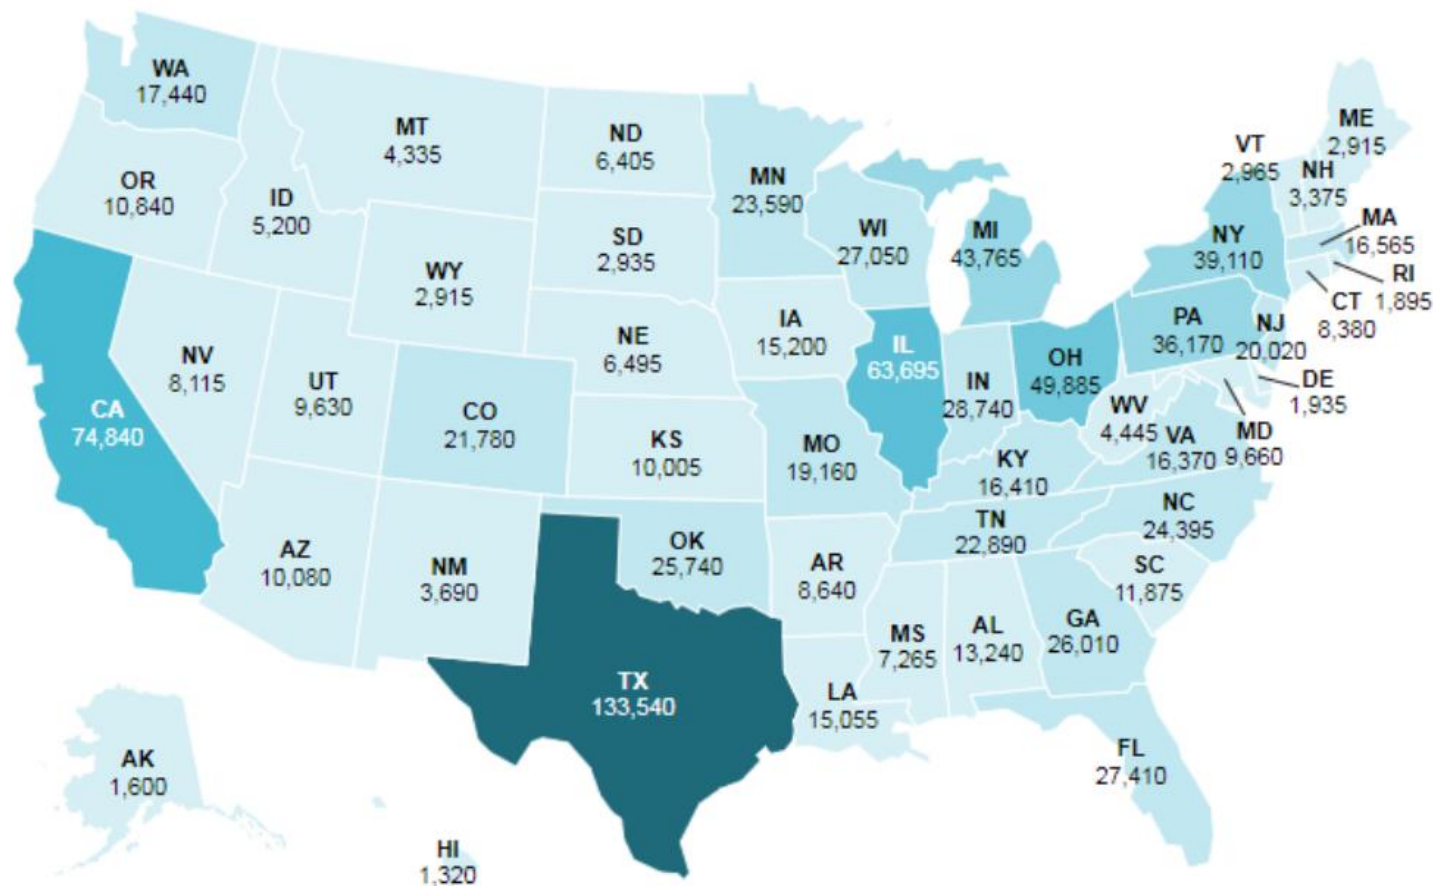 WA
17,440
MT
4,335
ND
6,405
MN
23,590
ME
2,915
VT
2,965
NH
3,375
OR
10,840
ID
5,200
SD
2,935
WI
27,050
MI
43,765
NY
39,110
MA
16,565
RI
1,895
CT
8,380
WY
2,915
NE
6,495
IA
15,200
IL
63,695
IN
28,740
OH
49,885
PA
36,170
NJ
20,020
DE
1,935
MD
9,660
WV
4,445
VA
16,370
NV
8,115
UT
9,630
CO
21,780
KS
10,005
MO
19,160
KY
16,410
CA
74,840
AZ
10,080
NM
3,690
OK
25,740
AR
8,640
TN
22,890
NC
24,395
SC
11,875
MS
7,265
AL
13,240
GA
26,010
TX
133,540
LA
15,055
FL
27,410
AK
1,600
HI
1,320